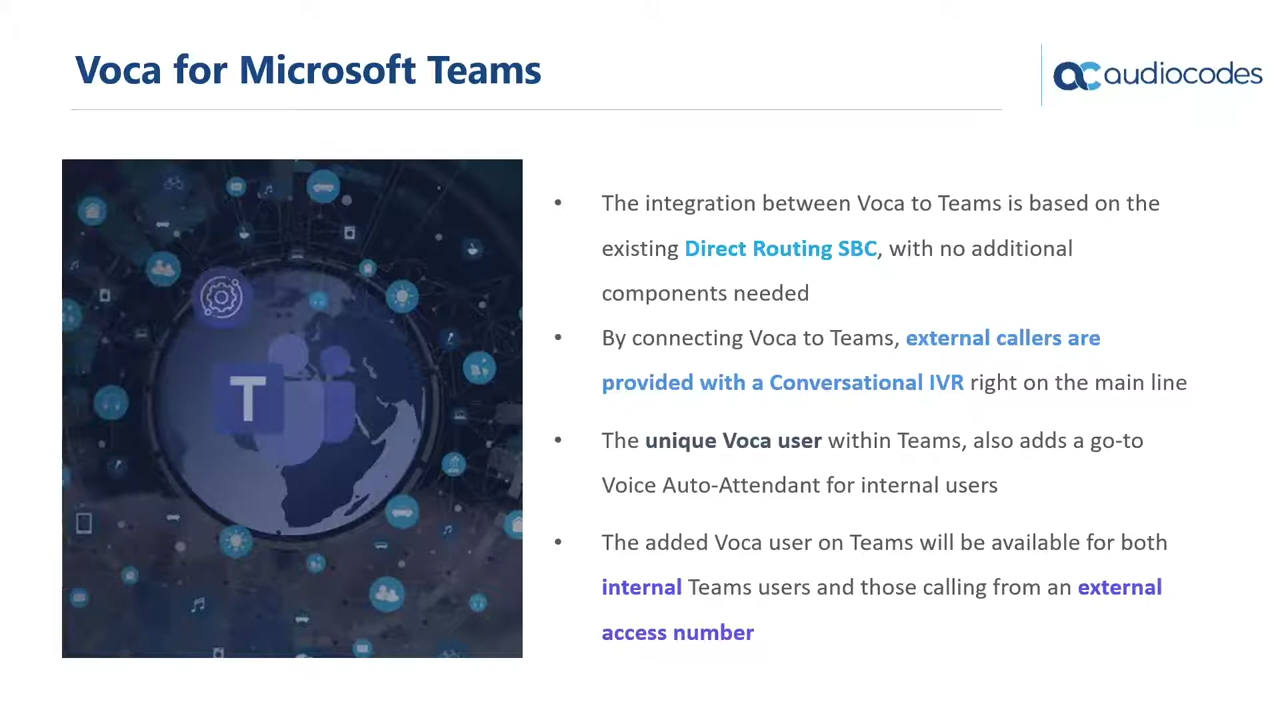 Voca for Microsoft Teams
audiocodes
T
• The integration between Voca to Teams is based on the
existing Direct Routing SBC, with no additional
components needed
• By connecting Voca to Teams, external callers are
provided with a Conversational IVR right on the main line
• The unique Voca user within Teams, also adds a go-to
Voice Auto-Attendant for internal users
• The added Voca user on Teams will be available for both
internal Teams users and those calling from an external
access number